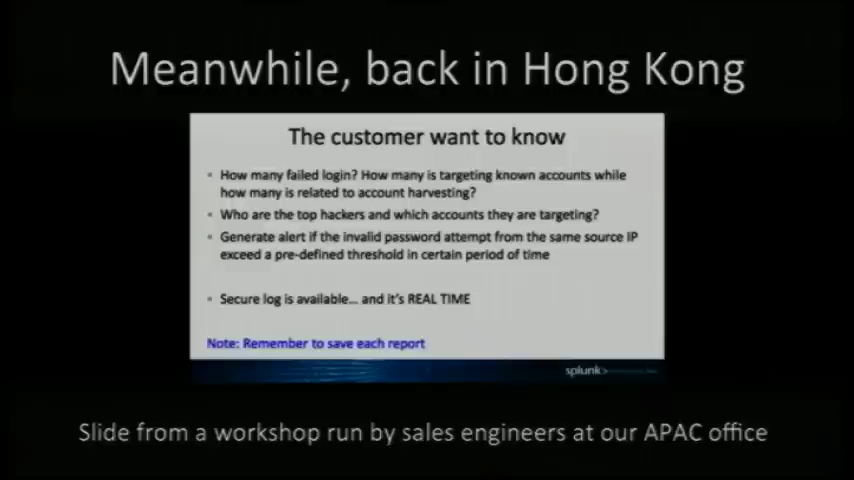 Meanwhile, back in Hong Kong
The customer want to know
How many failed login? How many is targeting known accounts while
how many is related to account harvesting?
Who are the top hackers and which accounts they are targeting?
Generate alert if the invalid password attempt from the same source IP
exceed a pre-defined threshold in certain period of time
Secure log is available... and it's REAL TIME
Note: Remember to save each report
splunk>
Slide from a workshop run by sales engineers at our APAC office